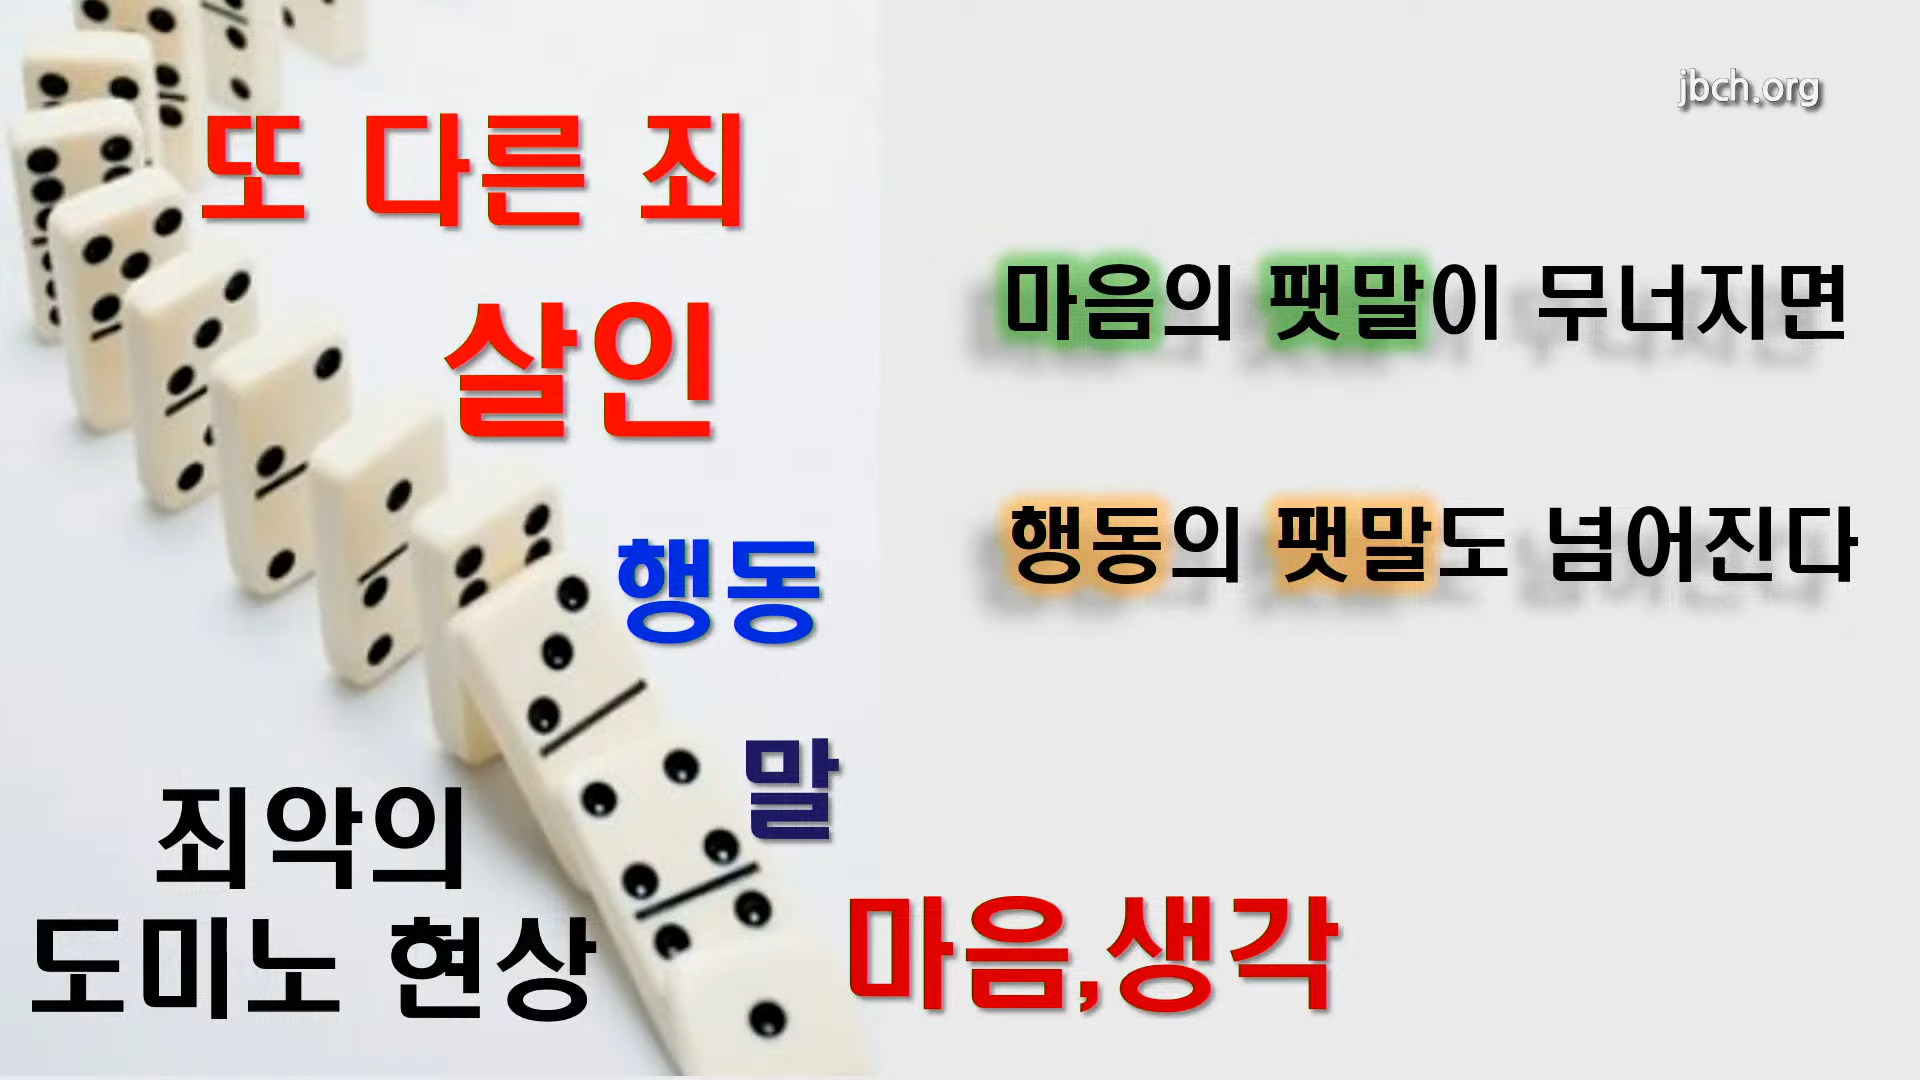 jbch.org
또 다른 죄
살인
행동
말
마음,생각
죄악의
도미노 현상
마음의 팻말이 무너지면
행동의 팻말도 넘어진다